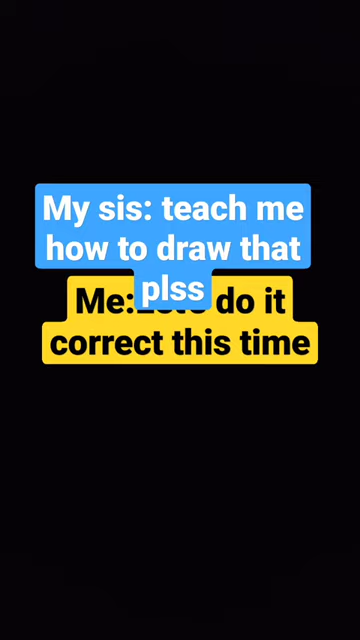 My sis: teach me
how to draw that
plss
Me: do it
correct this time